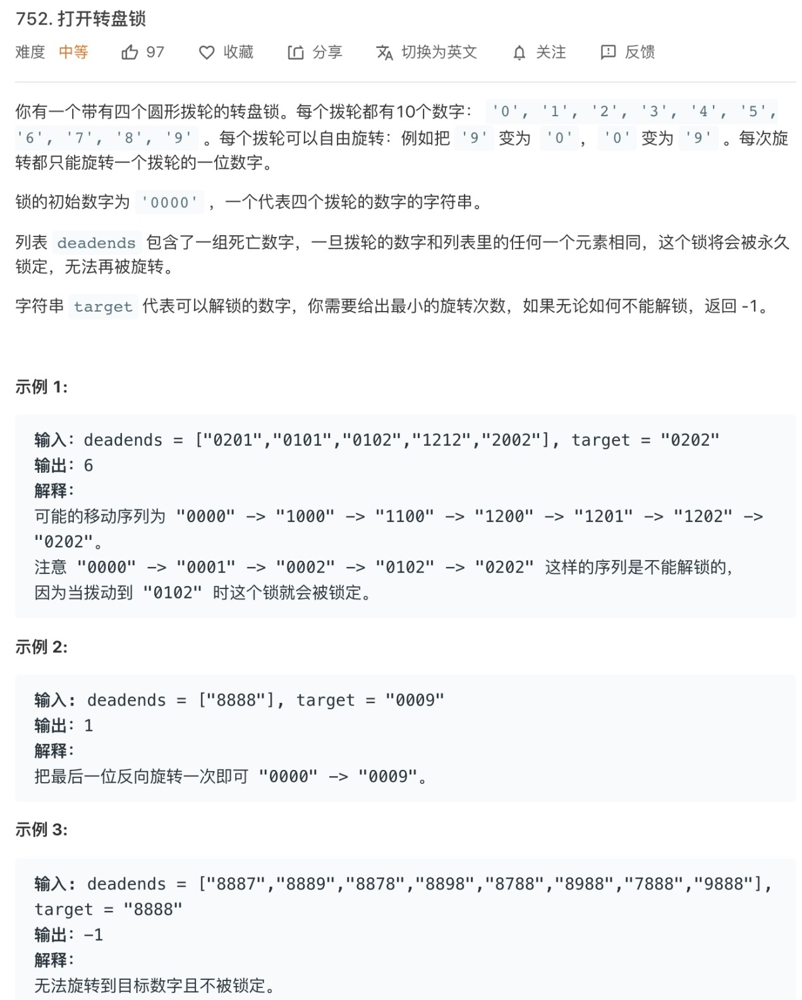 752. 打开转盘锁
难度 中等 97 收藏 分享 切换为英文 关注 反馈
你有一个带有四个圆形拨轮的转盘锁。每个拨轮都有10个数字： '0', '1', '2', '3', '4', '5',
'6', '7', '8', '9' 。每个拨轮可以自由旋转：例如把 '9' 变为 '0'， '0' 变为 '9' 。每次旋
转都只能旋转一个拨轮的一位数字。
锁的初始数字为 '0000' ，一个代表四个拨轮的数字的字符串。
列表 deadends 包含了一组死亡数字，一旦拨轮的数字和列表里的任何一个元素相同，这个锁将会被永久
锁定，无法再被旋转。
字符串 target 代表可以解锁的数字，你需要给出最小的旋转次数，如果无论如何不能解锁，返回 -1。
示例 1:
输入：deadends = ["0201","0101","0102","1212","2002"], target = "0202"
输出：6
解释：
可能的移动序列为 "0000" -> "1000" -> "1100" -> "1200" -> "1201" -> "1202" ->
"0202"。
注意 "0000" -> "0001" -> "0002" -> "0102" -> "0202" 这样的序列是不能解锁的，
因为当拨动到 "0102" 时这个锁就会被锁定。
示例 2:
输入: deadends = ["8888"], target = "0009"
输出：1
解释：
把最后一位反向旋转一次即可 "0000" -> "0009"。
示例 3:
输入: deadends = ["8887","8889","8878","8898","8788","8988","7888","9888"],
target = "8888"
输出：-1
解释：
无法旋转到目标数字且不被锁定。